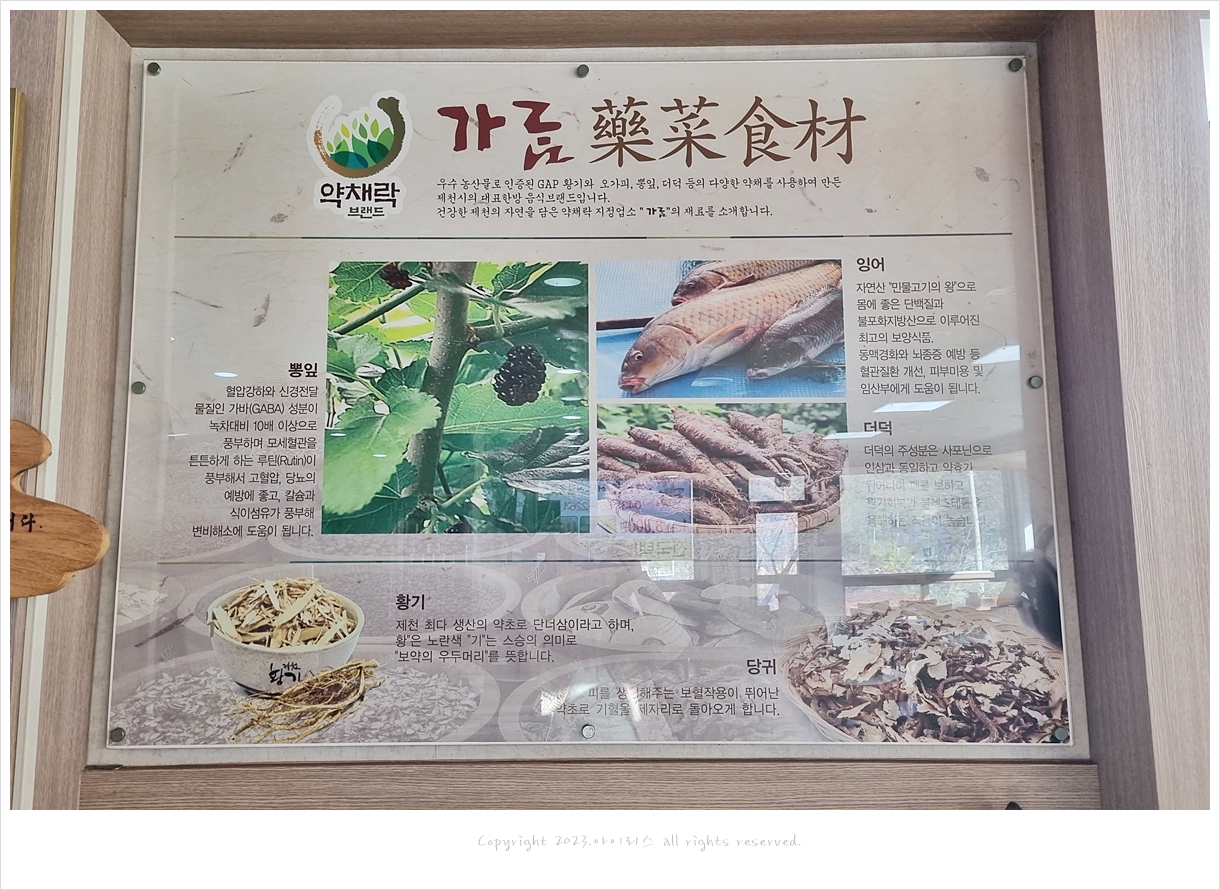 약채락
브랜드
가름 藥菜食材
우수 농산물로 인증된 GAP 황기와 오가피, 뽕잎, 더덕 등의 다양한 약채를 사용하여 만든
제천시의 대표한방 음식브랜드입니다.
건강한 제천의 자연을 담은 약채락 지정업소 "가름"의 재료를 소개합니다.
뽕잎
혈압강하와 신경전달
물질인 가바(GABA) 성분이
녹차대비 10배 이상으로
풍부하며 모세혈관을
튼튼하게 하는 루틴(Rutin)이
풍부해서 고혈압, 당뇨의
예방에 좋고, 칼슘과
식이섬유가 풍부해
변비해소에 도움이 됩니다.
잉어
자연산 "민물고기의 왕"으로
몸에 좋은 단백질과
불포화지방산으로 이루어진
최고의 보양식품.
동맥경화와 뇌졸증 예방 등
혈관질환 개선, 피부미용 및
임산부에게 도움이 됩니다.
더덕
더덕의 주성분은 사포닌으로
인삼과 동일하고 약효가
뛰어나며 폐를 보하고
황기
제천 최다 생산의 약초로 단너삼이라고 하며,
황"은 노란색 "기"는 스승의 의미로
"보약의 우두머리"를 뜻합니다.
황기
당귀
피를 생성해주는 보혈작용이 뛰어난
약초로 기혈을 제자리로 돌아오게 합니다.
다.
Copyright 2023.아이리스 all rights reserved.